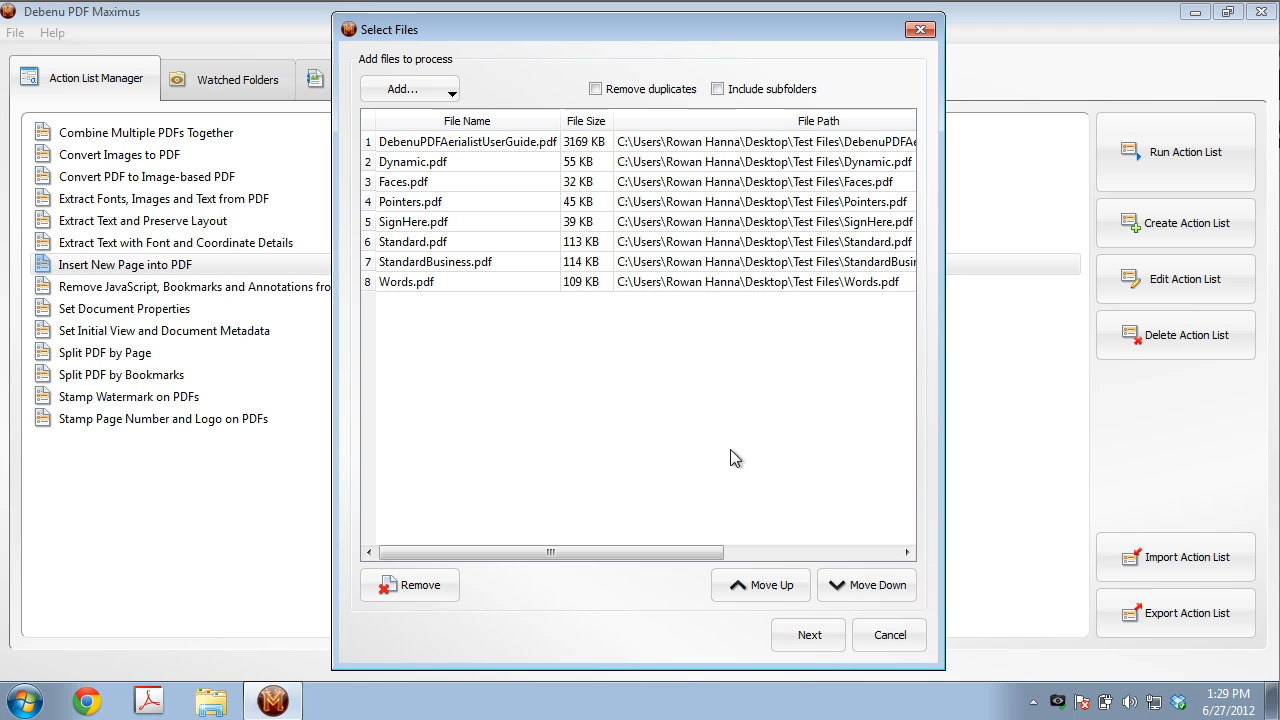 Debenu PDF Maximus
File Help
Action List Manager
Watched Folders
Combine Multiple PDFs Together
Convert Images to PDF
Convert PDF to Image-based PDF
Extract Fonts, Images and Text from PDF
Extract Text and Preserve Layout
Extract Text with Font and Coordinate Details
Insert New Page into PDF
Remove JavaScript, Bookmarks and Annotations fro
Set Document Properties
Set Initial View and Document Metadata
Split PDF by Page
Split PDF by Bookmarks
Stamp Watermark on PDFs
Stamp Page Number and Logo on PDFs
Select Files
Add files to process
Add... Remove duplicates Include subfolders
File Name File Size File Path
1 DebenuPDFAerialistUserGuide.pdf 3169 KB C:\Users\Rowan Hanna\Desktop\Test Files\DebenuPDFAe
2 Dynamic.pdf 55 KB C:\Users\Rowan Hanna\Desktop\Test Files\Dynamic.pdf
3 Faces.pdf 32 KB C:\Users\Rowan Hanna\Desktop\Test Files\Faces.pdf
4 Pointers.pdf 45 KB C:\Users\Rowan Hanna\Desktop\Test Files\Pointers.pdf
5 SignHere.pdf 39 KB C:\Users\Rowan Hanna\Desktop\Test Files\SignHere.pdf
6 Standard.pdf 113 KB C:\Users\Rowan Hanna\Desktop\Test Files\Standard.pdf
7 StandardBusiness.pdf 114 KB C:\Users\Rowan Hanna\Desktop\Test Files\StandardBusin
8 Words.pdf 109 KB C:\Users\Rowan Hanna\Desktop\Test Files\Words.pdf
Remove Move Up Move Down
Next Cancel
Run Action List
Create Action List
Edit Action List
Delete Action List
Import Action List
Export Action List
1:29 PM
6/27/2012